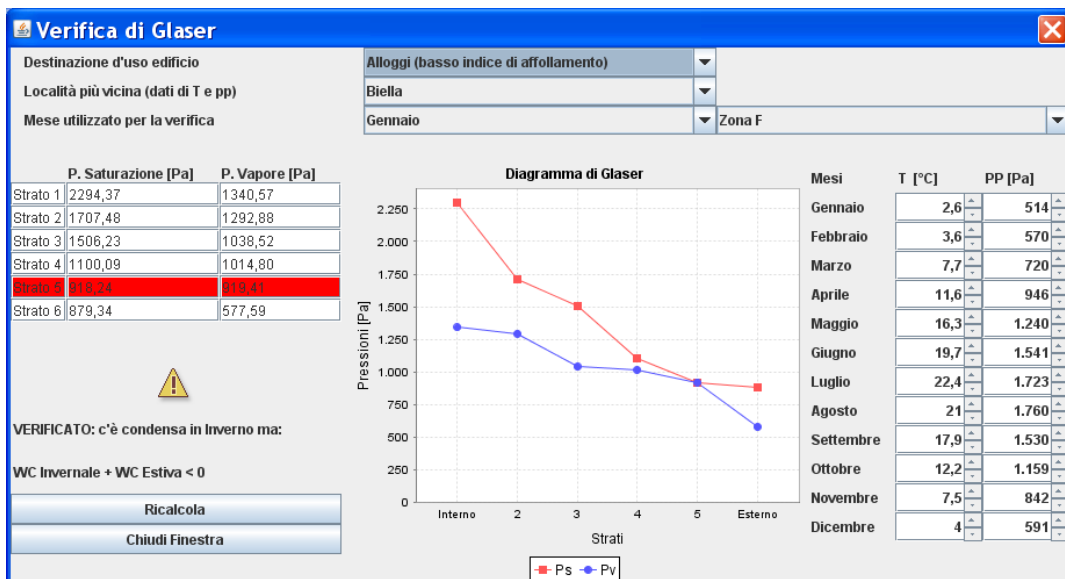 Verifica di Glaser
Destinazione d'uso edificio Alloggi (basso indice di affollamento)
Località più vicina (dati di T e pp) Biella
Mese utilizzato per la verifica Gennaio Zona F
P. Saturazione [Pa] P. Vapore [Pa]
Strato 1 2294,37 1340,57
Strato 2 1707,48 1292,88
Strato 3 1506,23 1038,52
Strato 4 1100,09 1014,80
Strato 5 918,24 919,41
Strato 6 879,34 577,59
VERIFICATO: c'è condensa in Inverno ma:
WC Invernale + WC Estiva < 0
Ricalcola
Chiudi Finestra
Diagramma di Glaser
Pressioni [Pa]
2.250
2.000
1.750
1.500
1.250
1.000
750
500
250
0
Interno 2 3 4 5 Esterno
Strati
Ps Pv
Mesi T [°C] PP [Pa]
Gennaio 2,6 514
Febbraio 3,6 570
Marzo 7,7 720
Aprile 11,6 946
Maggio 16,3 1.240
Giugno 19,7 1.541
Luglio 22,4 1.723
Agosto 21 1.760
Settembre 17,9 1.530
Ottobre 12,2 1.159
Novembre 7,5 842
Dicembre 4 591